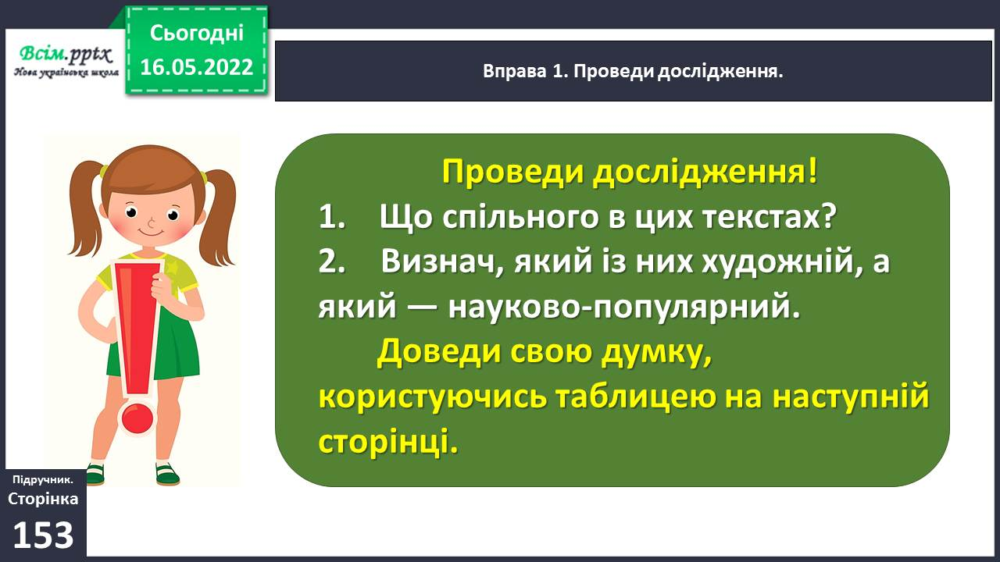 Всім.pptx
Нова українська школа
Сьогодні
16.05.2022
Вправа 1. Проведи дослідження.
Проведи дослідження!
1. Що спільного в цих текстах?
2. Визнач, який із них художній, а
який — науково-популярний.
Доведи свою думку,
користуючись таблицею на наступній
сторінці.
Підручник.
Сторінка
153